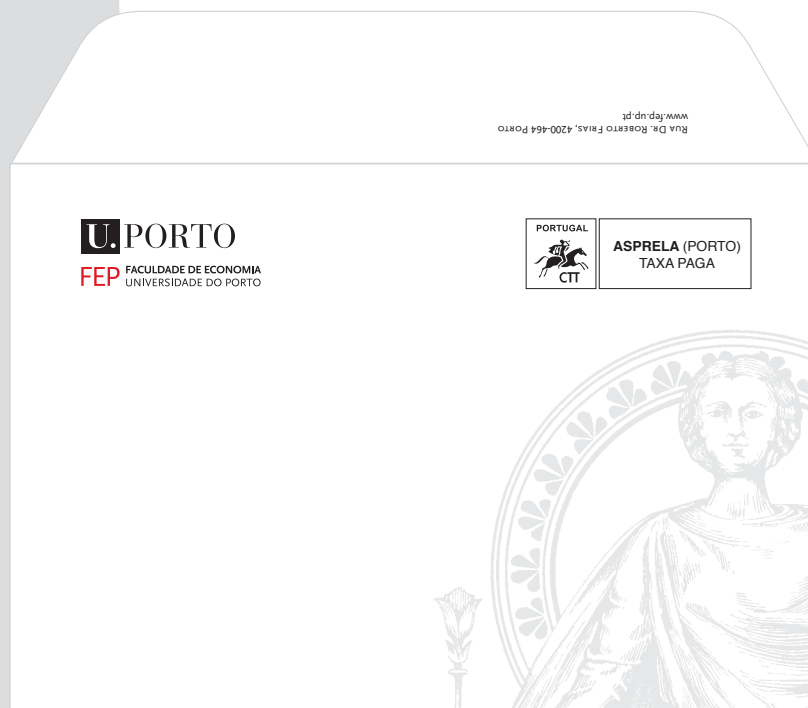 Rua Dr. Roberto Frias, 4200-464 Porto
www.fep.up.pt
U. PORTO
FEP FACULDADE DE ECONOMIA
UNIVERSIDADE DO PORTO
PORTUGAL
CTT
ASPRELA (PORTO)
TAXA PAGA